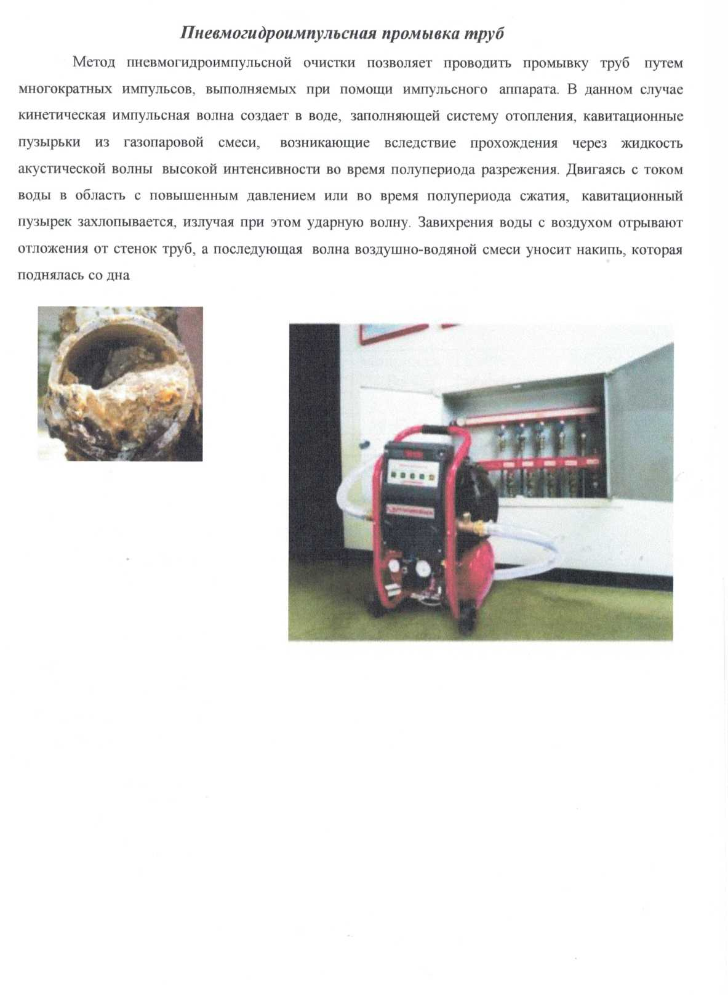 Пневмогидроимпульсная промывка труб
Метод пневмогидроимпульсной очистки позволяет проводить промывку труб путем
многократных импульсов, выполняемых при помощи импульсного аппарата. В данном случае
кинетическая импульсная волна создает в воде, заполняющей систему отопления, кавитационные
пузырьки из газопаровой смеси, возникающие вследствие прохождения через жидкость
акустической волны высокой интенсивности во время полупериода разрежения. Двигаясь с током
воды в область с повышенным давлением или во время полупериода сжатия, кавитационный
пузырек захлопывается, излучая при этом ударную волну. Завихрения воды с воздухом отрывают
отложения от стенок труб, а последующая волна воздушно-водяной смеси уносит накипь, которая
поднялась со дна